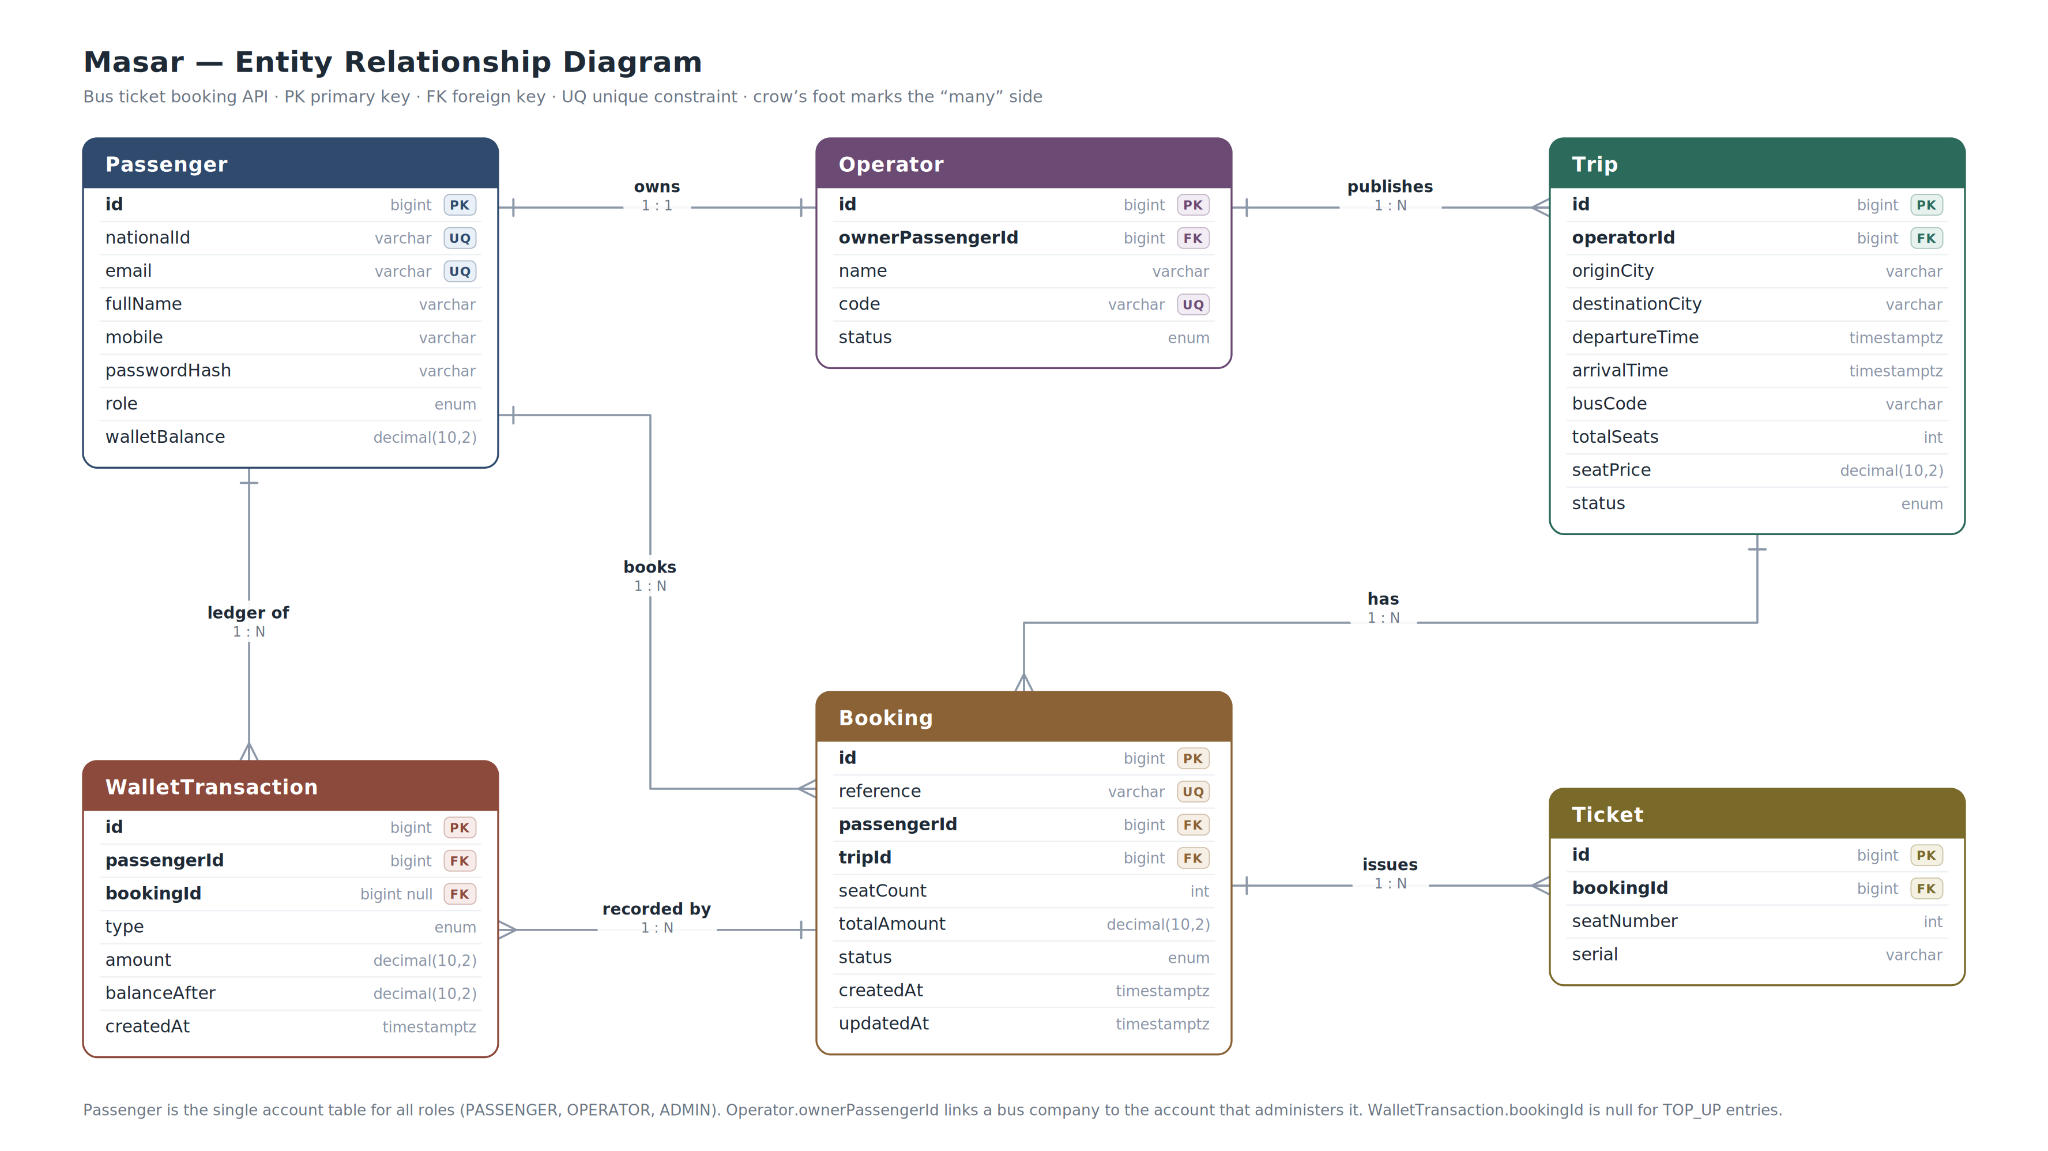 Masar — Entity Relationship Diagram
Bus ticket booking API · PK primary key · FK foreign key · UQ unique constraint · crow’s foot marks the “many” side
Passenger
id bigint PK
nationalId varchar UQ
email varchar UQ
fullName varchar
mobile varchar
passwordHash varchar
role enum
walletBalance decimal(10,2)
owns
1 : 1
Operator
id bigint PK
ownerPassengerId bigint FK
name varchar
code varchar UQ
status enum
publishes
1 : N
Trip
id bigint PK
operatorId bigint FK
originCity varchar
destinationCity varchar
departureTime timestamptz
arrivalTime timestamptz
busCode varchar
totalSeats int
seatPrice decimal(10,2)
status enum
books
1 : N
has
1 : N
ledger of
1 : N
WalletTransaction
id bigint PK
passengerId bigint FK
bookingId bigint null FK
type enum
amount decimal(10,2)
balanceAfter decimal(10,2)
createdAt timestamptz
recorded by
1 : N
Booking
id bigint PK
reference varchar UQ
passengerId bigint FK
tripId bigint FK
seatCount int
totalAmount decimal(10,2)
status enum
createdAt timestamptz
updatedAt timestamptz
issues
1 : N
Ticket
id bigint PK
bookingId bigint FK
seatNumber int
serial varchar
Passenger is the single account table for all roles (PASSENGER, OPERATOR, ADMIN). Operator.ownerPassengerId links a bus company to the account that administers it. WalletTransaction.bookingId is null for TOP_UP entries.